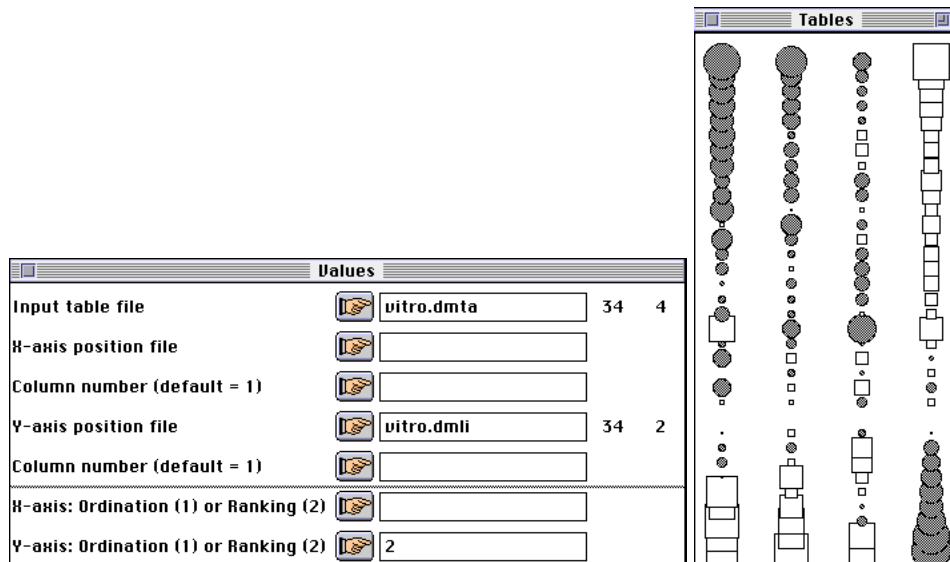 Tables
Values
Input table file vitro.dmta 34 4
X-axis position file
Column number (default = 1)
Y-axis position file vitro.dmli 34 2
Column number (default = 1)
X-axis: Ordination (1) or Ranking (2)
Y-axis: Ordination (1) or Ranking (2) 2